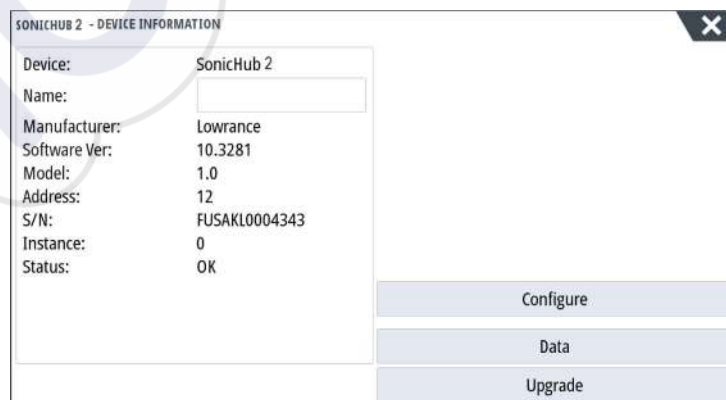 SONICHUB 2 - DEVICE INFORMATION
Device: SonicHub 2
Name:
Manufacturer: Lowrance
Software Ver: 10.3281
Model: 1.0
Address: 12
S/N: FUSAKL0004343
Instance: 0
Status: OK
Configure
Data
Upgrade